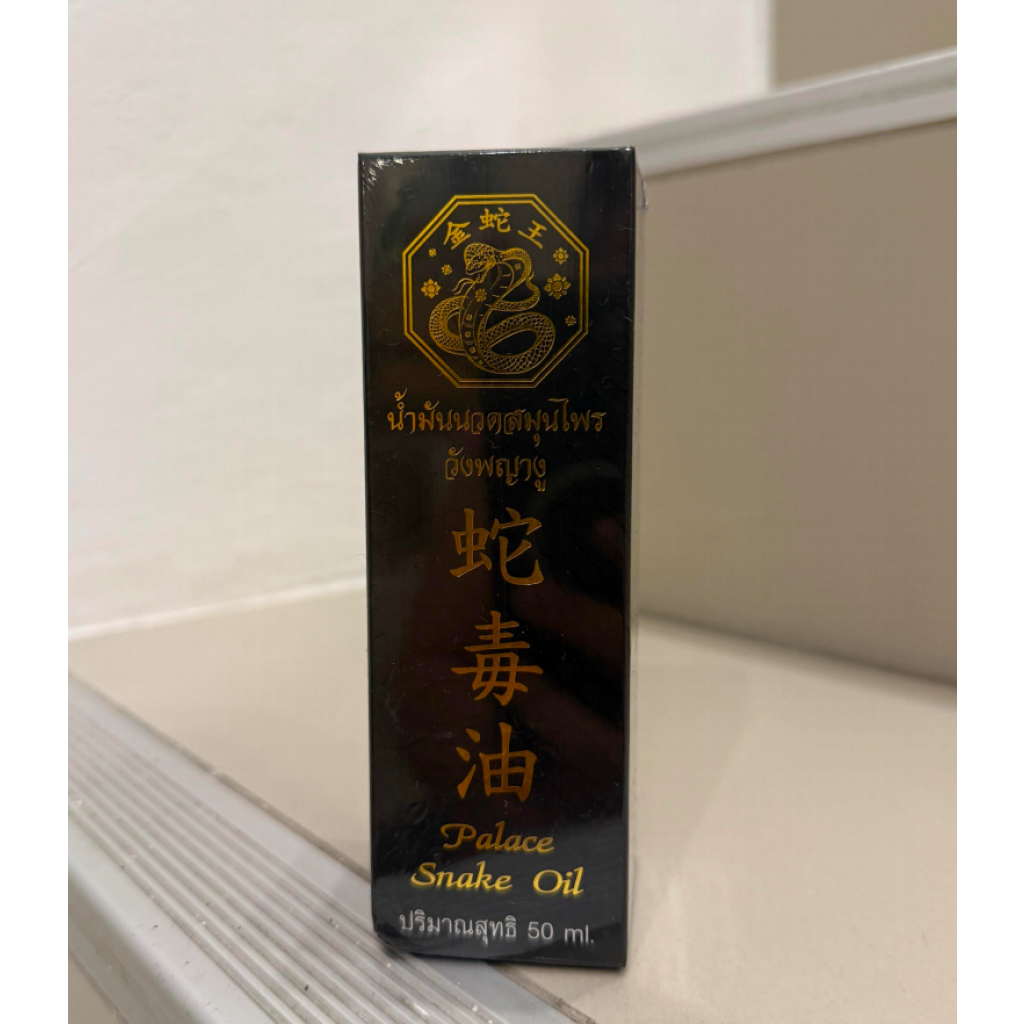 金蛇王
น้ำมันนวดสมุนไพร
วังพญางู
蛇
毒
油
Palace
Snake Oil
ปริมาณสุทธิ 50 ml.